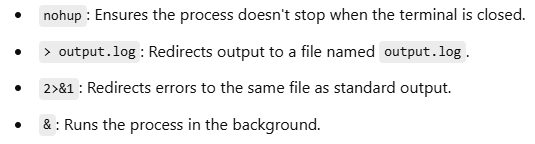 • nohup: Ensures the process doesn't stop when the terminal is closed.
• > output.log: Redirects output to a file named output.log.
• 2>&1: Redirects errors to the same file as standard output.
• &: Runs the process in the background.